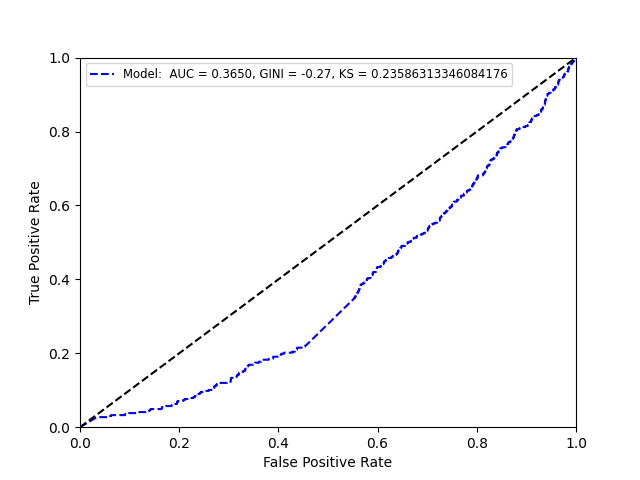 Model:  AUC = 0.3650, GINI = -0.27, KS = 0.23586313346084176
1.0
0.8
0.6
0.4
0.2
0.0
True Positive Rate
0.0 0.2 0.4 0.6 0.8 1.0
False Positive Rate